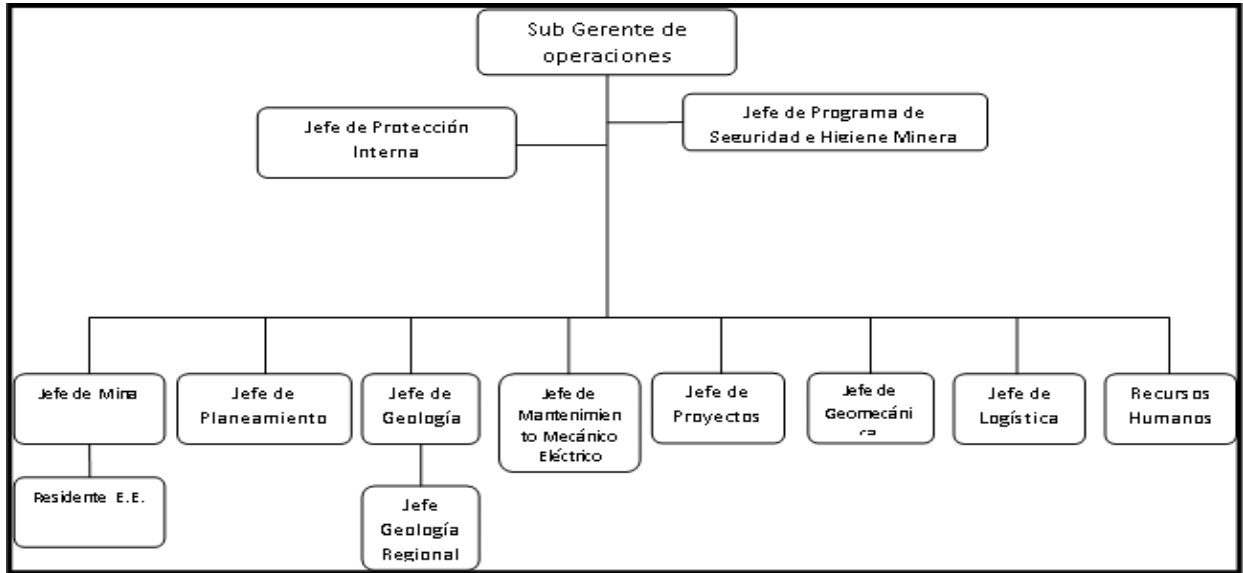 Sub Gerente de
operaciones
Jefe de Protección
Interna
Jefe de Programa de
Seguridad e Higiene Minera
Jefe de Mina
Jefe de
Planeamiento
Jefe de
Geología
Jefe de
Mantenimien
to Mecánico
Eléctrico
Jefe de
Proyectos
Jefe de
Geomecáni
ca
Jefe de
Logística
Recursos
Humanos
Residente E.E.
Jefe
Geología
Regional